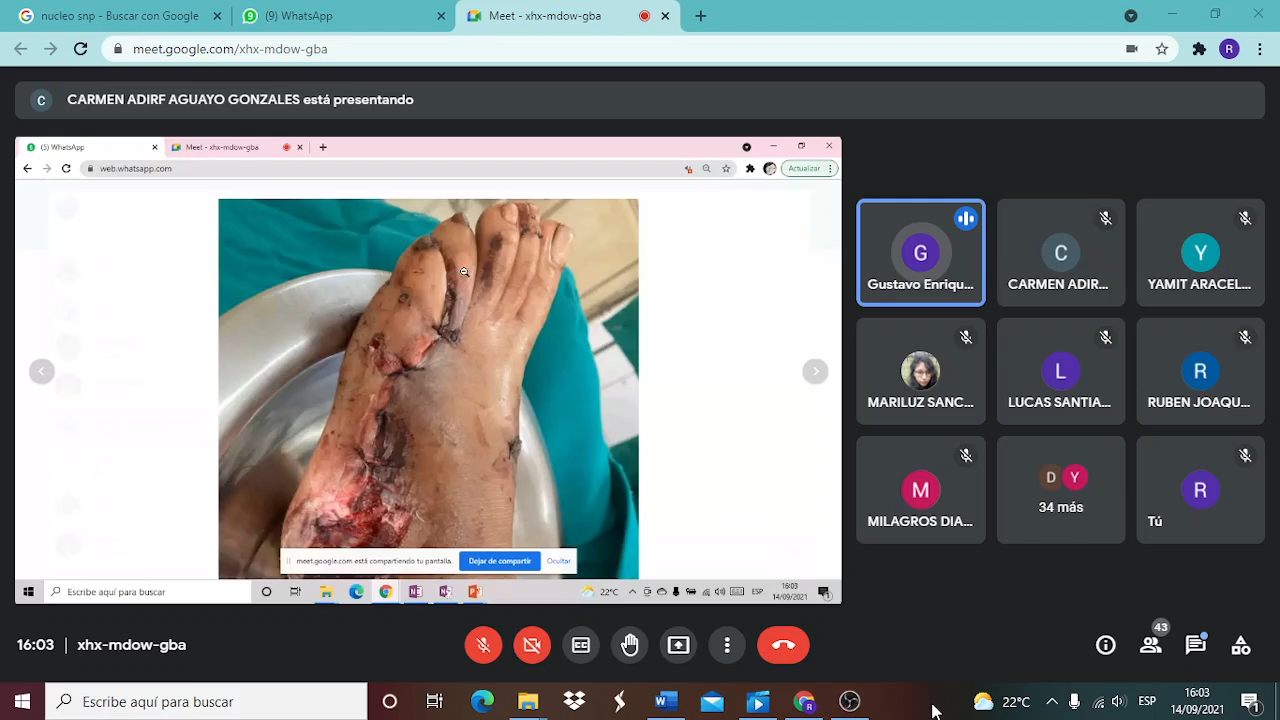 nucleo snp - Buscar con Google
(9) WhatsApp
Meet - xhx-mdow-gba
meet.google.com/xhx-mdow-gba
R
C
CARMEN ADIRF AGUAYO GONZALES está presentando
(5) WhatsApp
Meet - xhx-mdow-gba
web.whatsapp.com
Actualizar
meet.google.com está compartiendo tu pantalla.
Dejar de compartir
Ocultar
Escribe aquí para buscar
22°C
ESP
16:03
14/09/2021
G
Gustavo Enriqu...
C
CARMEN ADIR...
Y
YAMIT ARACEL...
MARILUZ SANC...
L
LUCAS SANTIA...
R
RUBEN JOAQU...
M
MILAGROS DIA...
D Y
34 más
R
Tú
16:03 | xhx-mdow-gba
43
Escribe aquí para buscar
22°C
ESP
16:03
14/09/2021